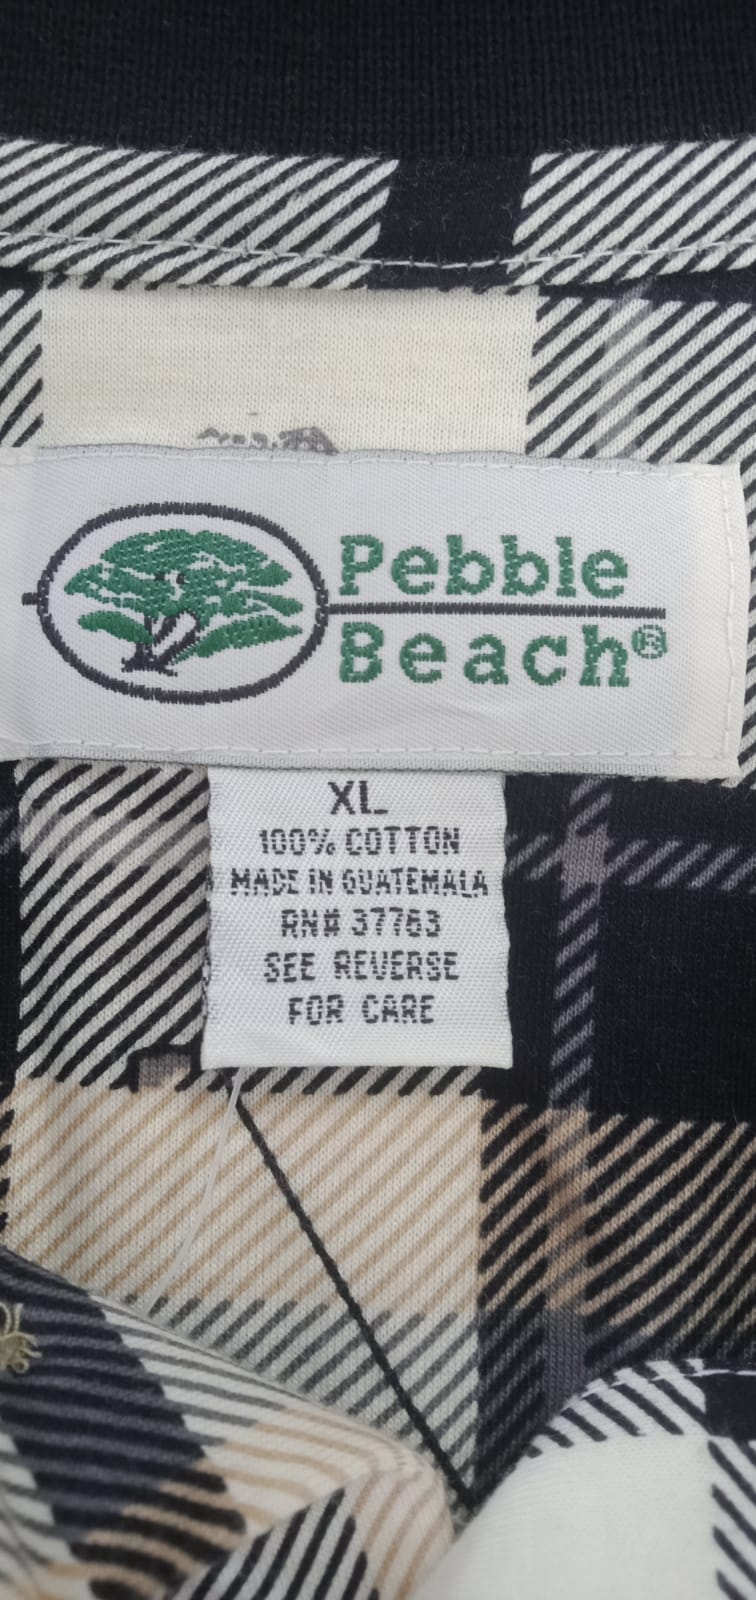 Pebble
Beach®
XL
100% COTTON
MADE IN GUATEMALA
RN# 37763
SEE REVERSE
FOR CARE